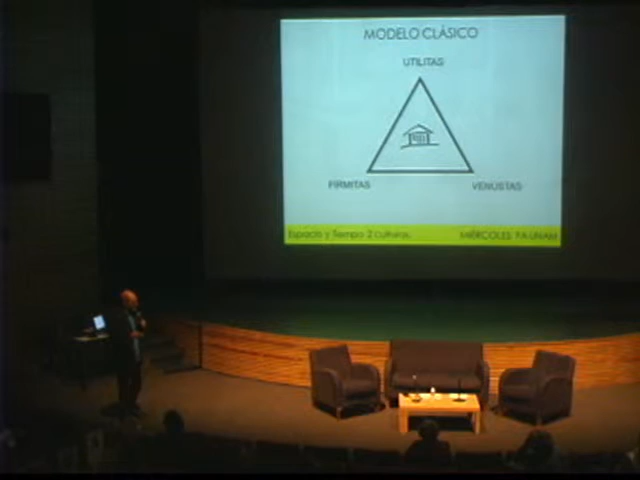 MODELO CLÁSICO
UTILITAS
FIRMITAS
VENUSTAS
Espacio y Tiempo 2 Culturas.
MIÉRCOLES FA UNAM